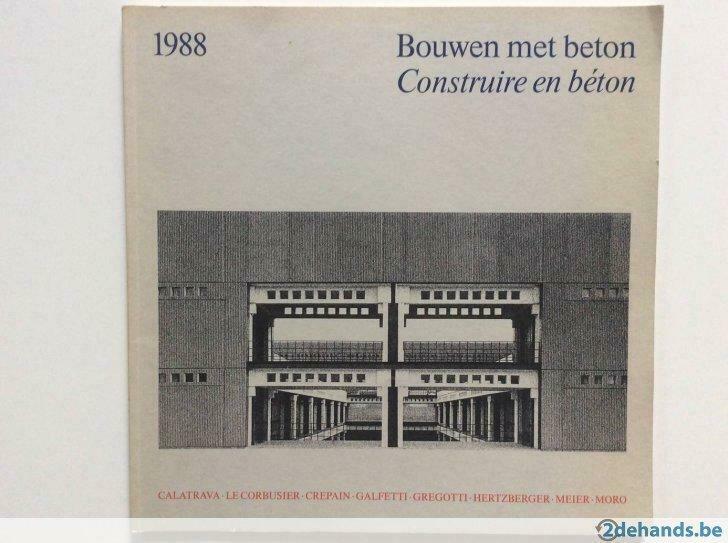 1988
Bouwen met beton
Construire en béton
CALATRAVA · LE CORBUSIER · CREPAIN · GALFETTI · GREGOTTI · HERTZBERGER · MEIER · MORO
2dehands.be